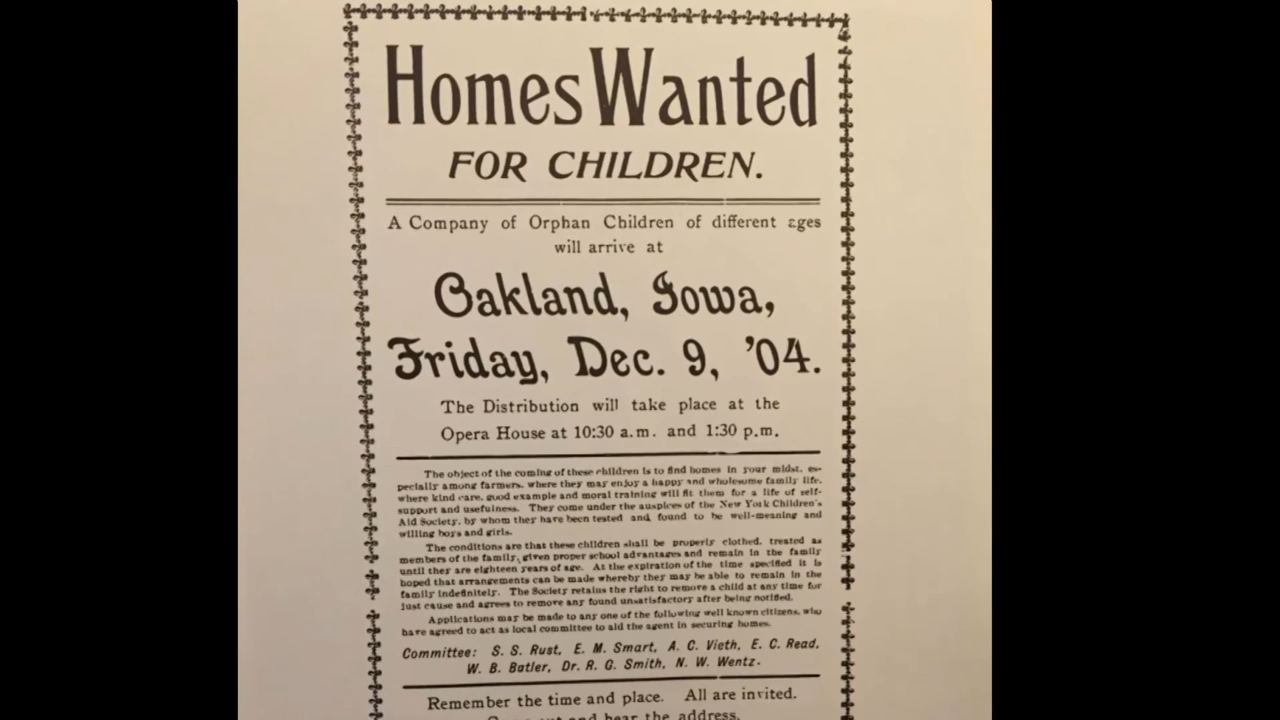 Homes Wanted
FOR CHILDREN.
A Company of Orphan Children of different ages
will arrive at
Oakland, Iowa,
Friday, Dec. 9, '04.
The Distribution will take place at the
Opera House at 10:30 a.m. and 1:30 p.m.
The object of the coming of these children is to find homes in your midst, es-
pecially among farmers, where they may enjoy a happy and wholesome family life,
where kind care, good example and moral training will fit them for a life of self-
support and usefulness. They come under the auspices of the New York Children's
Aid Society, by whom they have been tested and found to be well-meaning and
willing boys and girls.
The conditions are that these children shall be properly clothed, treated as
members of the family, given proper school advantages and remain in the family
until they are eighteen years of age. At the expiration of the time specified it is
hoped that arrangements can be made whereby they may be able to remain in the
family indefinitely. The Society retains the right to remove a child at any time for
just cause and agrees to remove any found unsatisfactory after being notified.
Applications may be made to any one of the following well known citizens, who
have agreed to act as local committee to aid the agent in securing homes.
Committee: S. S. Rust, E. M. Smart, A. C. Vieth, E. C. Read,
W. B. Butler, Dr. R. G. Smith, N. W. Wentz.
Remember the time and place. All are invited.
and hear the address.